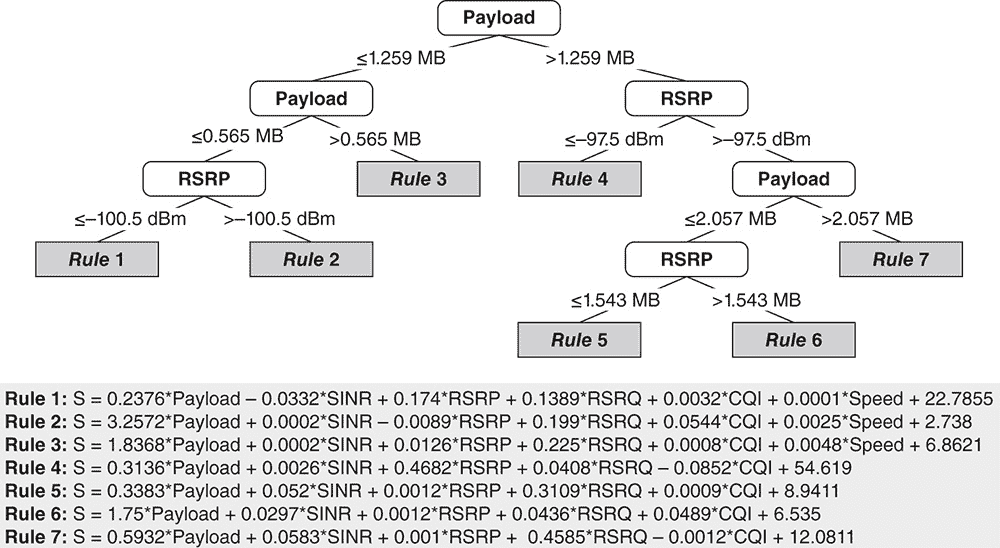 Payload
≤1.259 MB >1.259 MB
Payload RSRP
≤0.565 MB >0.565 MB ≤–97.5 dBm >–97.5 dBm
RSRP Rule 3 Rule 4 Payload
≤–100.5 dBm >–100.5 dBm ≤2.057 MB >2.057 MB
Rule 1 Rule 2 RSRP Rule 7
≤1.543 MB >1.543 MB
Rule 5 Rule 6
Rule 1: S = 0.2376*Payload – 0.0332*SINR + 0.174*RSRP + 0.1389*RSRQ + 0.0032*CQI + 0.0001*Speed + 22.7855
Rule 2: S = 3.2572*Payload + 0.0002*SINR – 0.0089*RSRP + 0.199*RSRQ + 0.0544*CQI + 0.0025*Speed + 2.738
Rule 3: S = 1.8368*Payload + 0.0002*SINR + 0.0126*RSRP + 0.225*RSRQ + 0.0008*CQI + 0.0048*Speed + 6.8621
Rule 4: S = 0.3136*Payload + 0.0026*SINR + 0.4682*RSRP + 0.0408*RSRQ – 0.0852*CQI + 54.619
Rule 5: S = 0.3383*Payload + 0.052*SINR + 0.0012*RSRP + 0.3109*RSRQ + 0.0009*CQI + 8.9411
Rule 6: S = 1.75*Payload + 0.0297*SINR + 0.0012*RSRP + 0.0436*RSRQ + 0.0489*CQI + 6.535
Rule 7: S = 0.5932*Payload + 0.0583*SINR + 0.001*RSRP + 0.4585*RSRQ – 0.0012*CQI + 12.0811